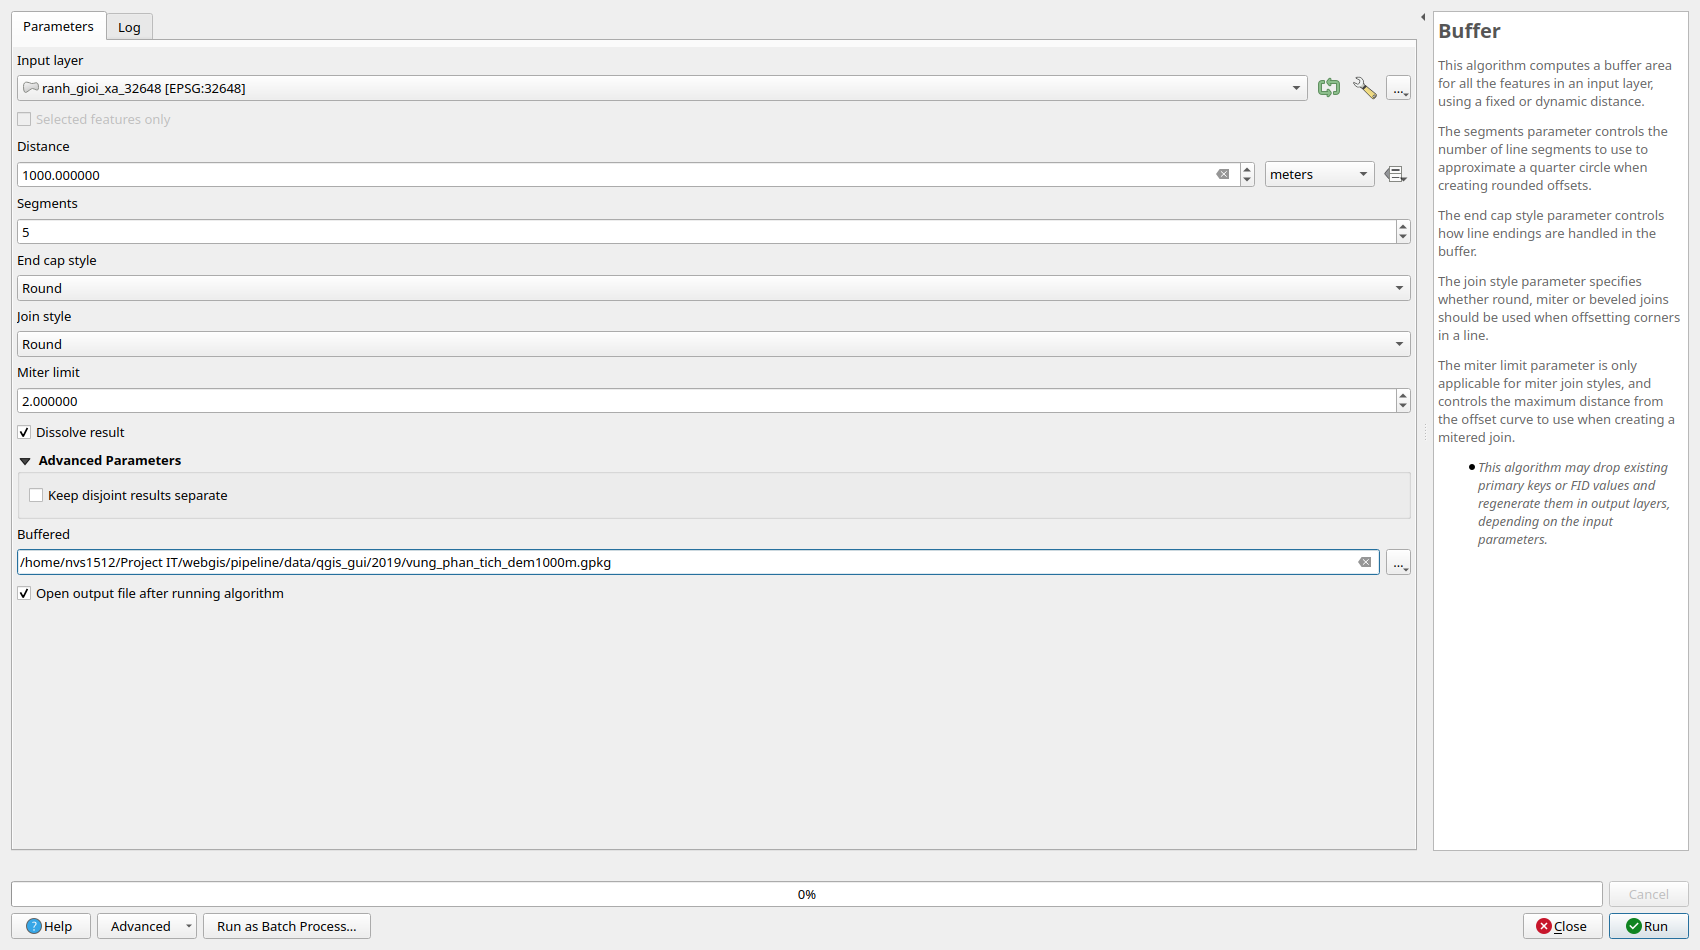 Parameters
Log
Input layer
ranh_gioi_xa_32648 [EPSG:32648]
...
Selected features only
Distance
1000.000000
meters
Segments
5
End cap style
Round
Join style
Round
Miter limit
2.000000
Dissolve result
Advanced Parameters
Keep disjoint results separate
Buffered
/home/nvs1512/Project IT/webgis/pipeline/data/qgis_gui/2019/vung_phan_tich_dem1000m.gpkg
...
Open output file after running algorithm
Buffer
This algorithm computes a buffer area
for all the features in an input layer,
using a fixed or dynamic distance.
The segments parameter controls the
number of line segments to use to
approximate a quarter circle when
creating rounded offsets.
The end cap style parameter controls
how line endings are handled in the
buffer.
The join style parameter specifies
whether round, miter or beveled joins
should be used when offsetting corners
in a line.
The miter limit parameter is only
applicable for miter join styles, and
controls the maximum distance from
the offset curve to use when creating a
mitered join.
This algorithm may drop existing
primary keys or FID values and
regenerate them in output layers,
depending on the input
parameters.
0%
Cancel
Help
Advanced
Run as Batch Process...
Close
Run